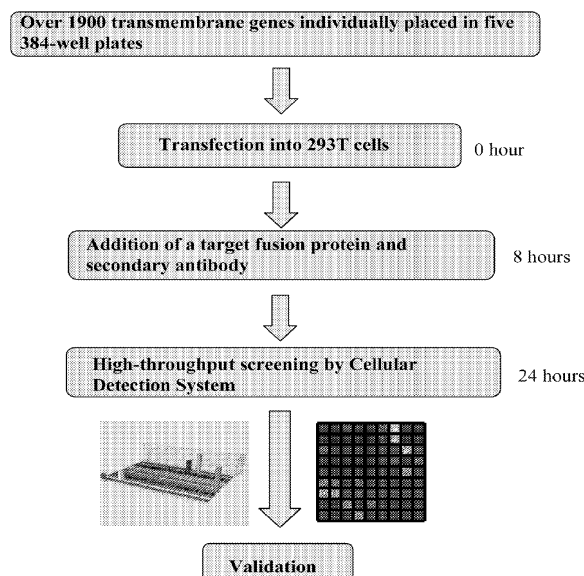 Over 1900 transmembrane genes individually placed in five
384-well plates
Transfection into 293T cells
0 hour
Addition of a target fusion protein and
secondary antibody
8 hours
High-throughput screening by Cellular
Detection System
24 hours
Validation